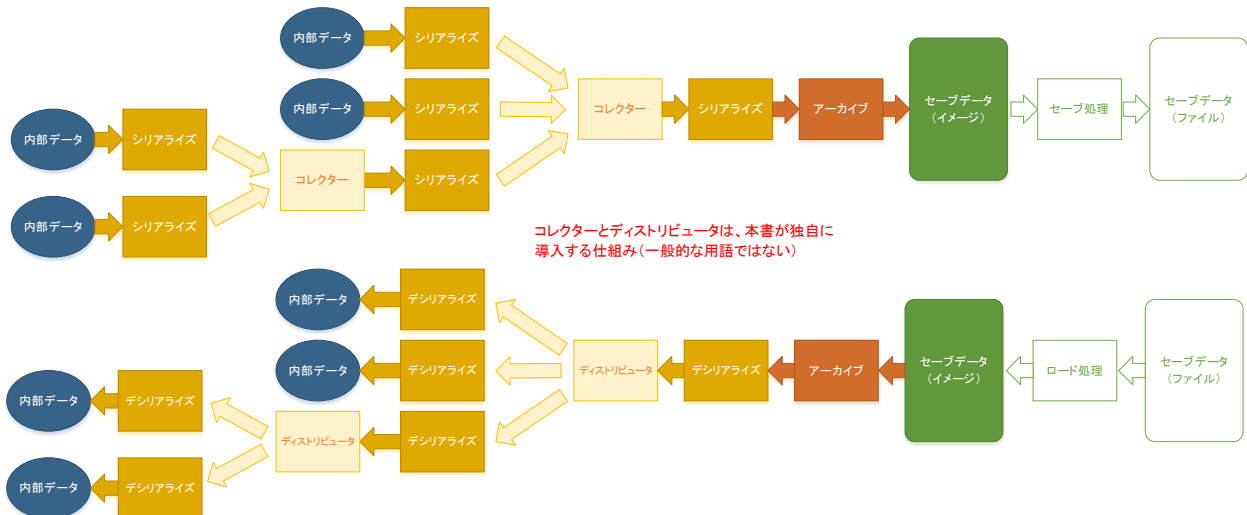 内部データ
シリアライズ
内部データ
シリアライズ
コレクター
シリアライズ
アーカイブ
セーブデータ
(イメージ)
セーブ処理
セーブデータ
(ファイル)
内部データ
シリアライズ
コレクター
シリアライズ
内部データ
シリアライズ
コレクターとディストリビュータは、本書が独自に
導入する仕組み(一般的な用語ではない)
内部データ
デシリアライズ
内部データ
デシリアライズ
ディストリビュータ
デシリアライズ
アーカイブ
セーブデータ
(イメージ)
ロード処理
セーブデータ
(ファイル)
内部データ
デシリアライズ
ディストリビュータ
デシリアライズ
内部データ
デシリアライズ